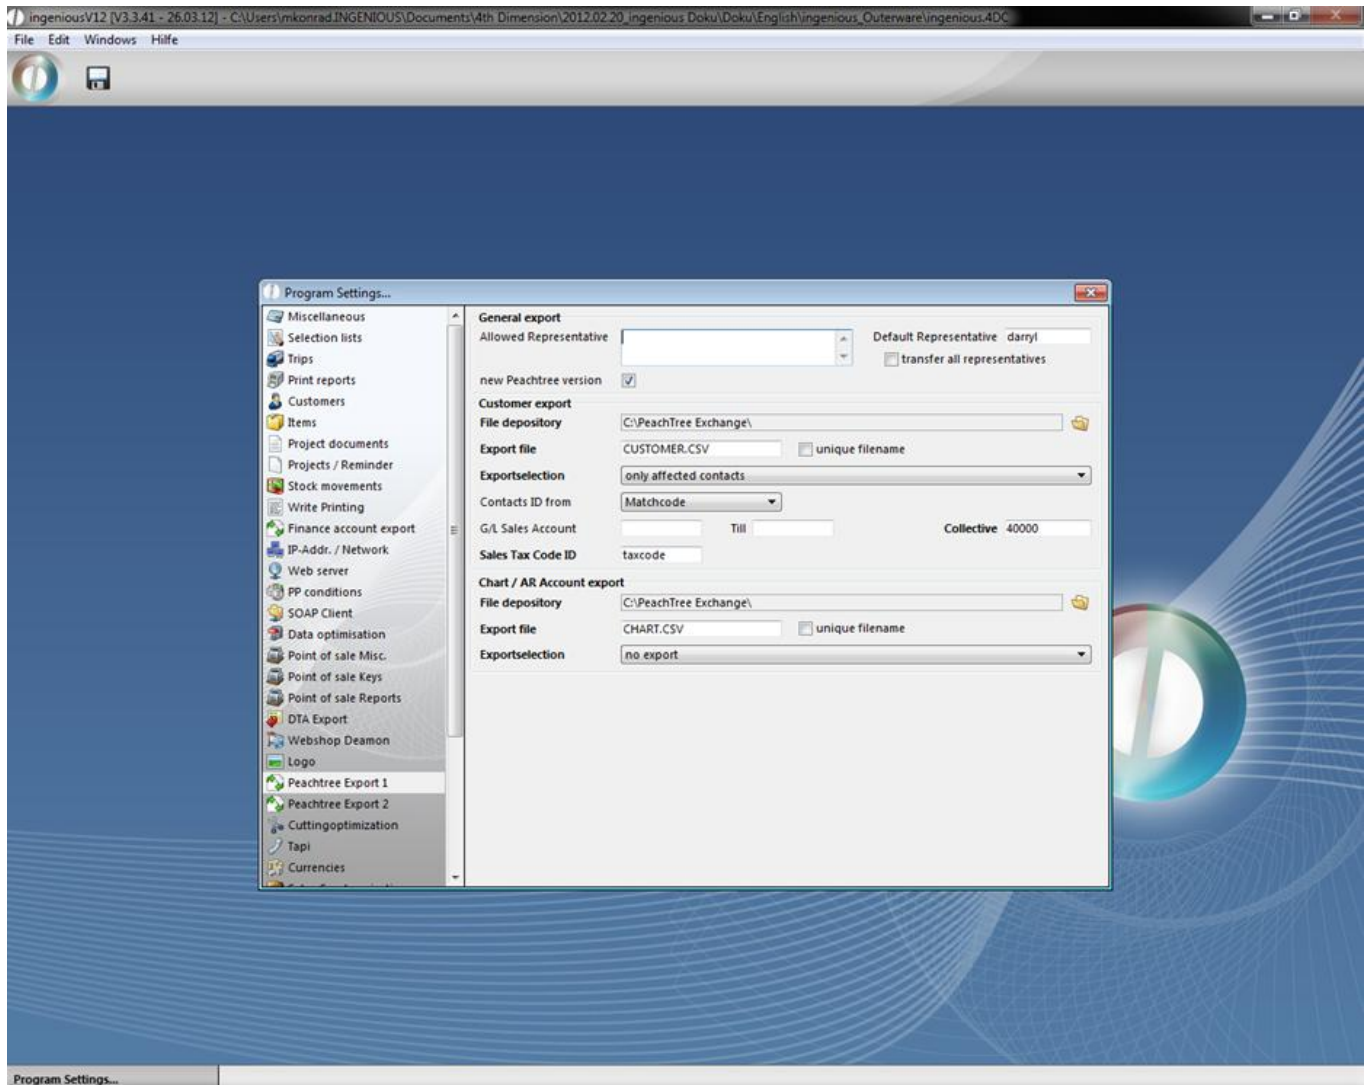 ingeniousV12 [V3.3.41 - 26.03.12] - C:\Users\mkonrad.INGENIOUS\Documents\4th Dimension\2012.02.20_ingenious Doku\Doku\English\ingenious_Outerware\ingenious.4DC
File Edit Windows Hilfe
Program Settings...
Miscellaneous
Selection lists
Trips
Print reports
Customers
Items
Project documents
Projects / Reminder
Stock movements
Write Printing
Finance account export
IP-Addr. / Network
Web server
PP conditions
SOAP Client
Data optimisation
Point of sale Misc.
Point of sale Keys
Point of sale Reports
DTA Export
Webshop Deamon
Logo
Peachtree Export 1
Peachtree Export 2
Cuttingoptimization
Tapi
Currencies
General export
Allowed Representative Default Representative darryl
transfer all representatives
new Peachtree version
Customer export
File depository C:\PeachTree Exchange\
Export file CUSTOMER.CSV unique filename
Exportselection only affected contacts
Contacts ID from Matchcode
G/L Sales Account Till Collective 40000
Sales Tax Code ID taxcode
Chart / AR Account export
File depository C:\PeachTree Exchange\
Export file CHART.CSV unique filename
Exportselection no export
Program Settings...